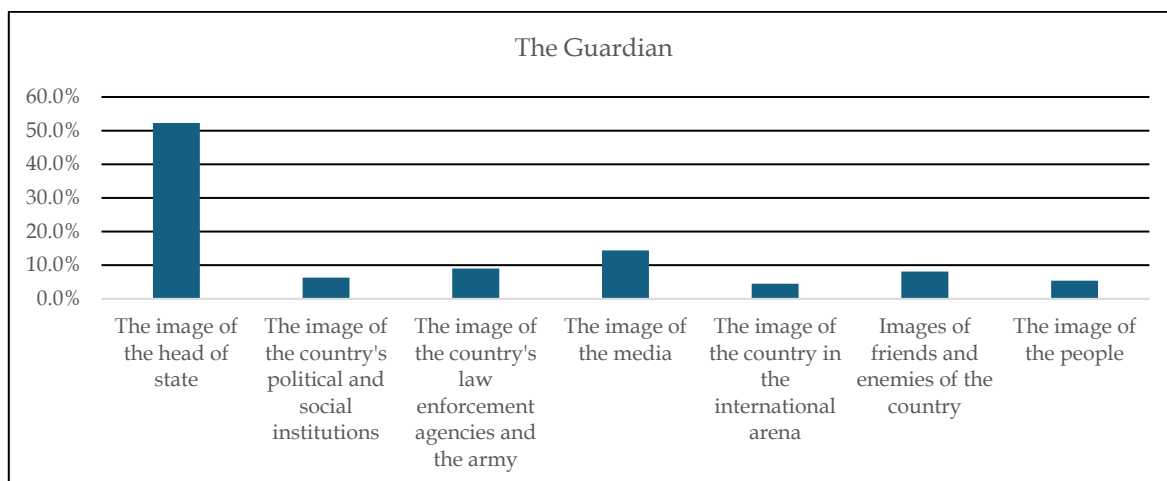 The Guardian
60.0%
50.0%
40.0%
30.0%
20.0%
10.0%
0.0%
The image of
the head of
state
The image of
the country's
political and
social
institutions
The image of
the country's
law
enforcement
agencies and
the army
The image of
the media
The image of
the country in
the
international
arena
Images of
friends and
enemies of the
country
The image of
the people